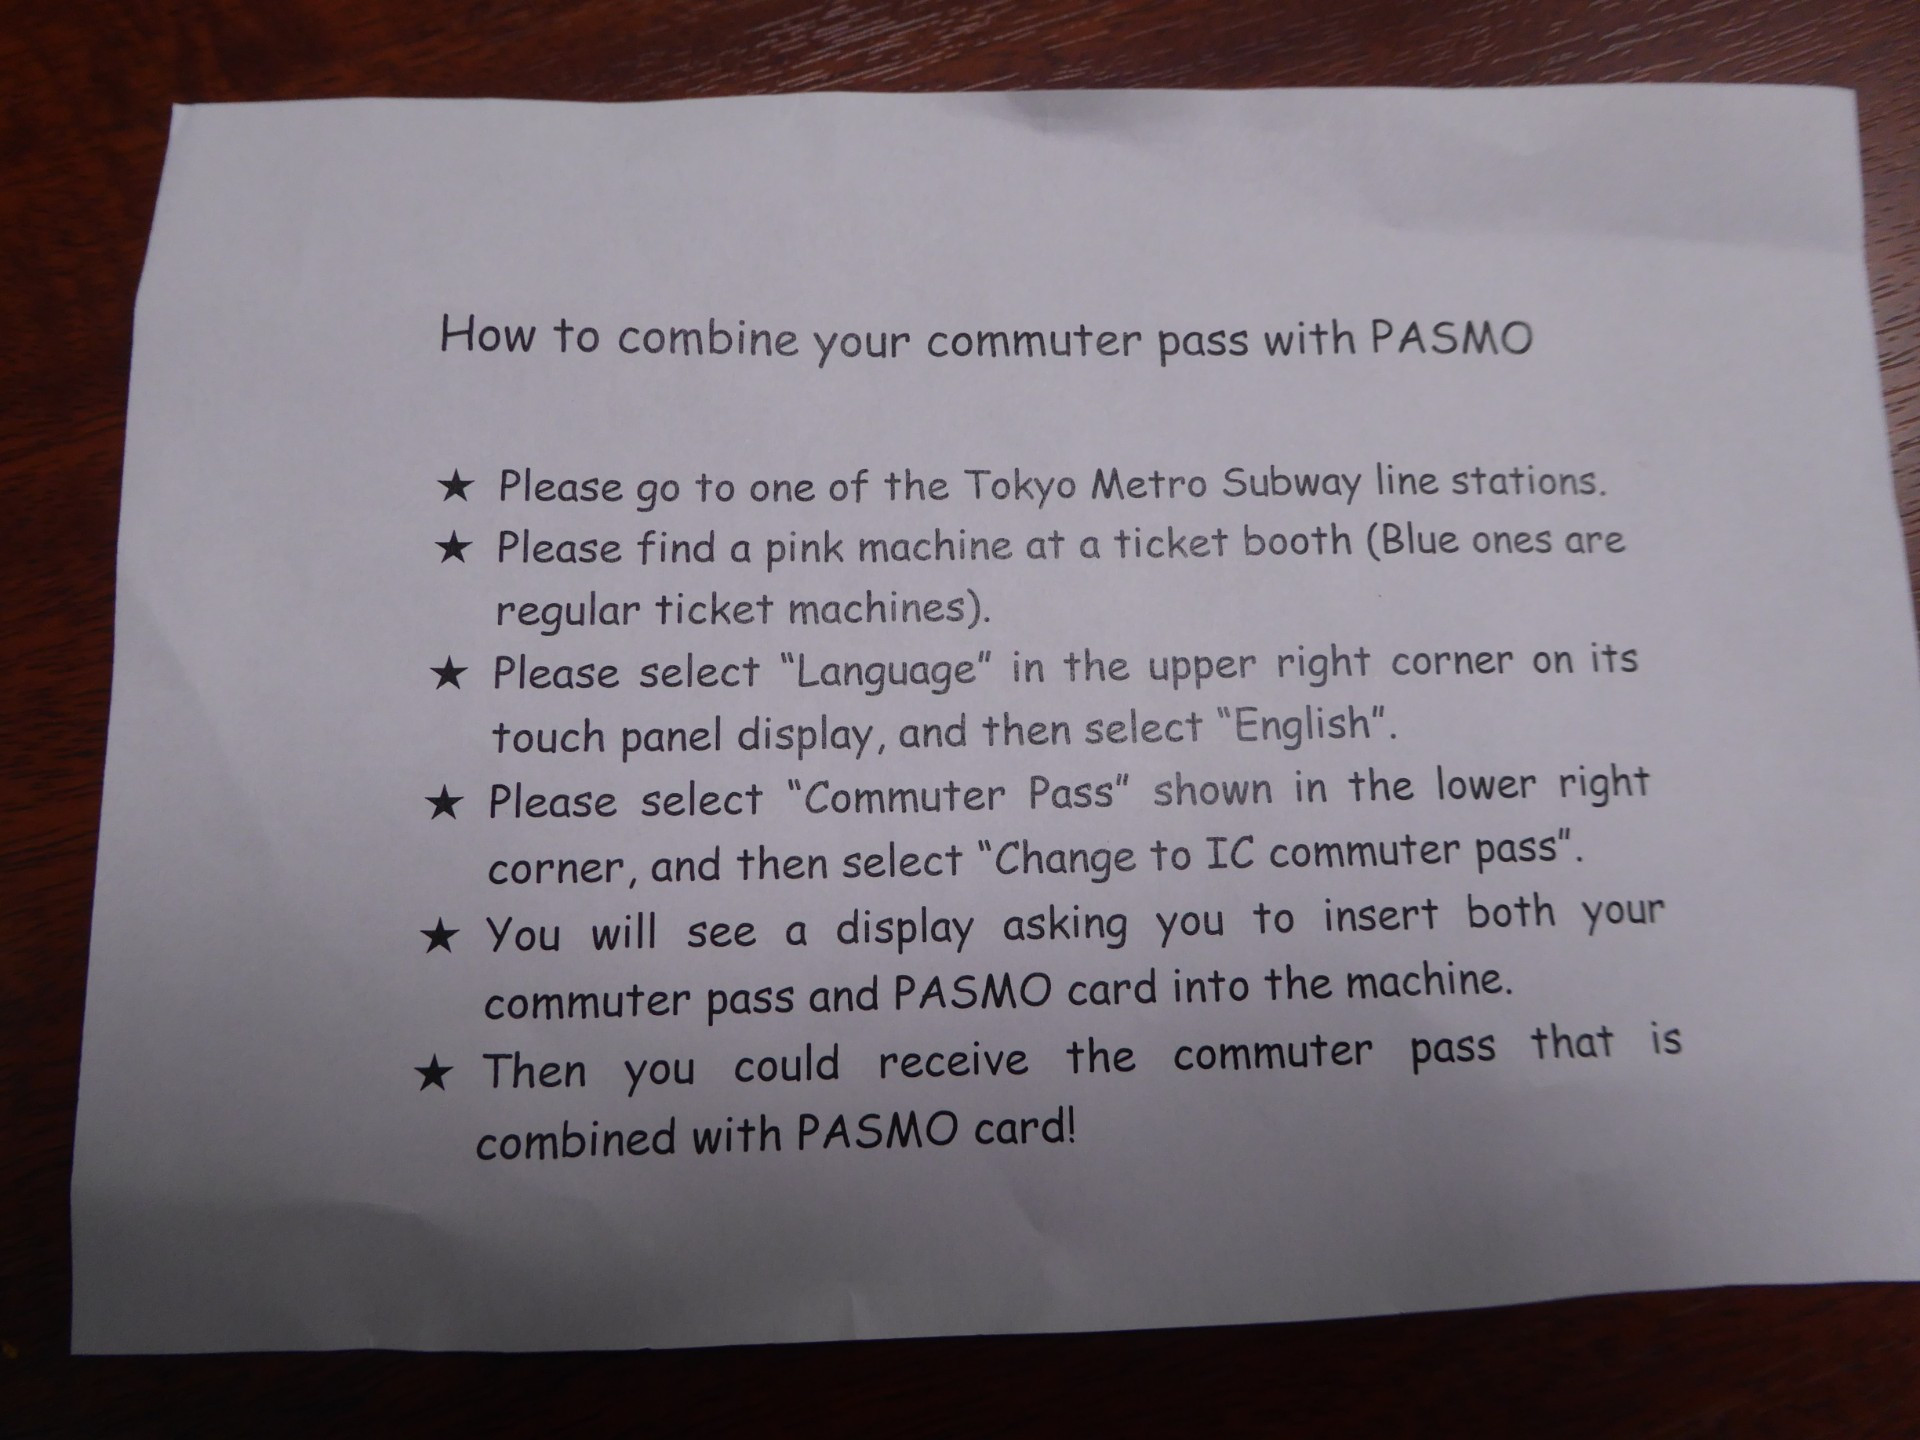 How to combine your commuter pass with PASMO
★ Please go to one of the Tokyo Metro Subway line stations.
★ Please find a pink machine at a ticket booth (Blue ones are
regular ticket machines).
★ Please select “Language” in the upper right corner on its
touch panel display, and then select “English”.
★ Please select “Commuter Pass” shown in the lower right
corner, and then select “Change to IC commuter pass”.
★ You will see a display asking you to insert both your
commuter pass and PASMO card into the machine.
★ Then you could receive the commuter pass that is
combined with PASMO card!